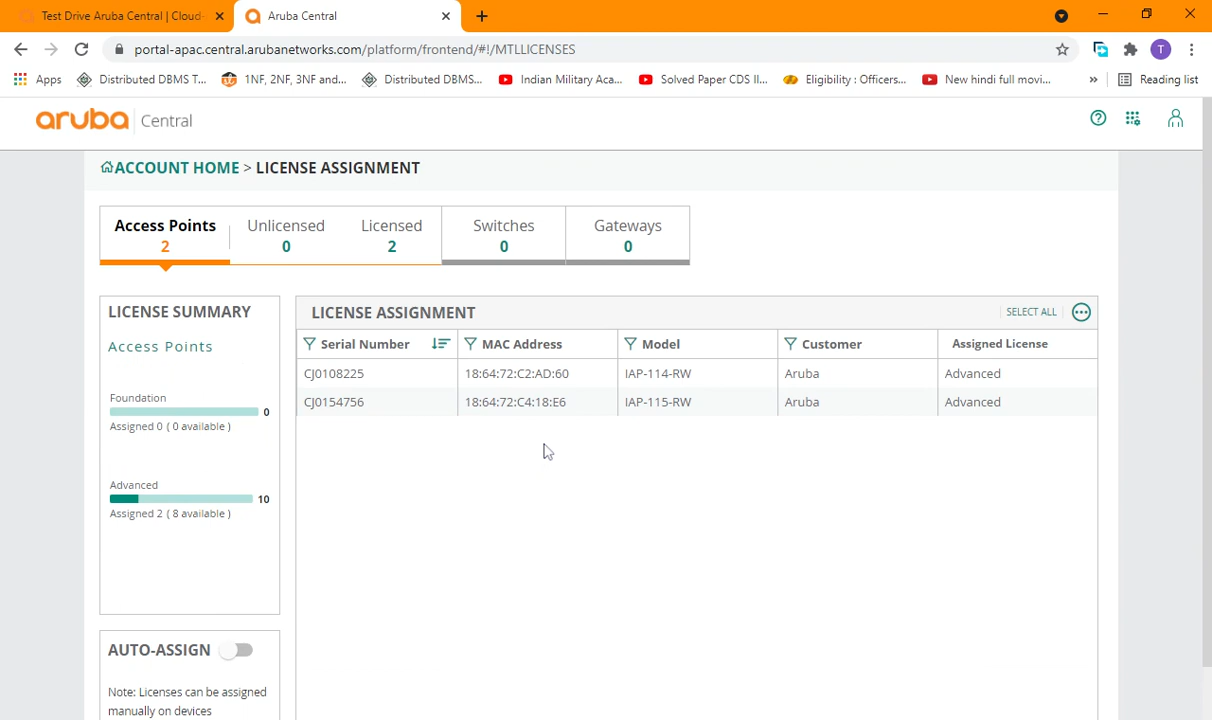 Test Drive Aruba Central | Cloud-
Aruba Central
portal-apac.central.arubanetworks.com/platform/frontend/#!/MTLLICENSES
T
Apps
Distributed DBMS T...
1NF, 2NF, 3NF and...
Distributed DBMS...
Indian Military Aca...
Solved Paper CDS II...
Eligibility : Officers...
New hindi full movi...
»
Reading list
aruba Central
ACCOUNT HOME > LICENSE ASSIGNMENT
Access Points Unlicensed Licensed Switches Gateways
2 0 2 0 0
LICENSE SUMMARY
Access Points
Foundation
0
Assigned 0 ( 0 available )
Advanced
10
Assigned 2 ( 8 available )
AUTO-ASSIGN
Note: Licenses can be assigned
manually on devices
LICENSE ASSIGNMENT SELECT ALL
Serial Number MAC Address Model Customer Assigned License
CJ0108225 18:64:72:C2:AD:60 IAP-114-RW Aruba Advanced
CJ0154756 18:64:72:C4:18:E6 IAP-115-RW Aruba Advanced